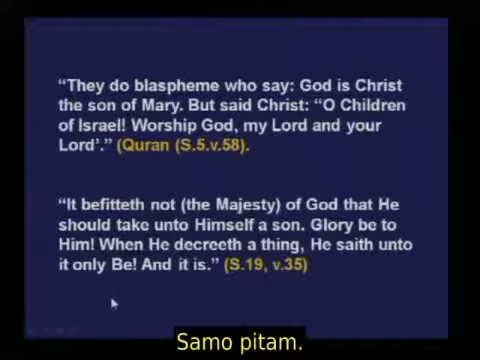 “They do blaspheme who say: God is Christ
the son of Mary. But said Christ: “O Children
of Israel! Worship God, my Lord and your
Lord’.” (Quran (S.5.v.58).
“It befitteth not (the Majesty) of God that He
should take unto Himself a son. Glory be to
Him! When He decreeth a thing, He saith unto
it only Be! And it is.” (S.19, v.35)
Samo pitam.